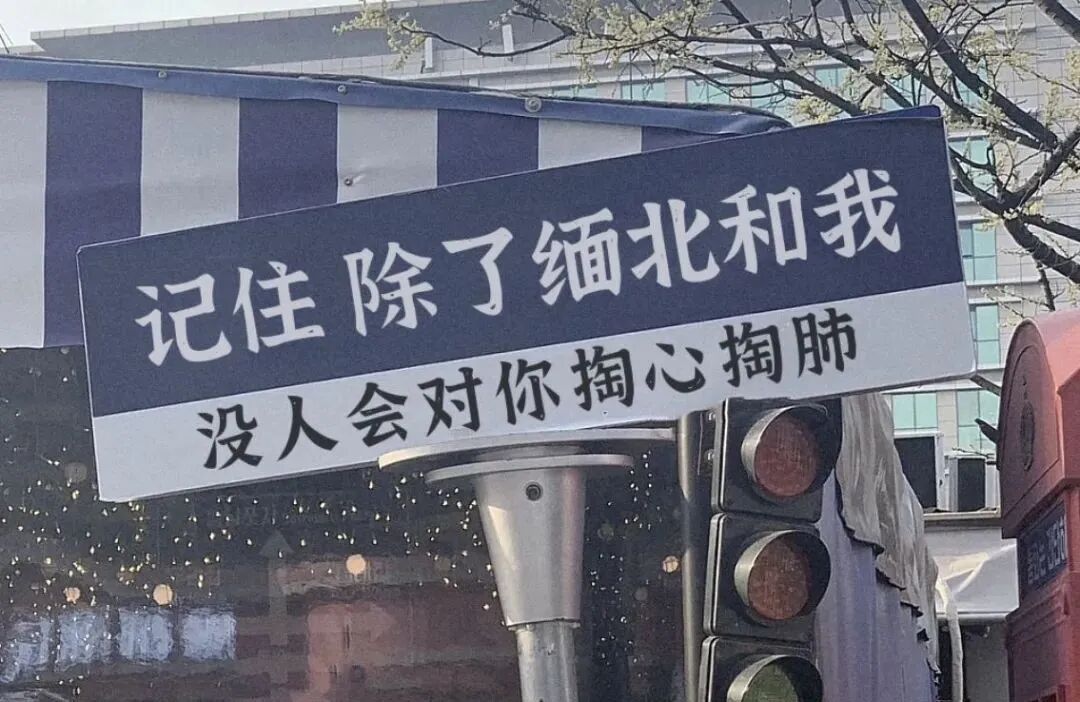 记住 除了缅北和我
没人会对你掏心掏肺